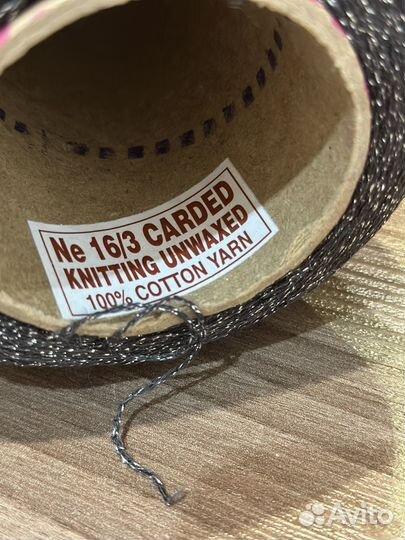 Ne 16/3 CARDED
KNITTING UNWAXED
100% COTTON YARN
Avito